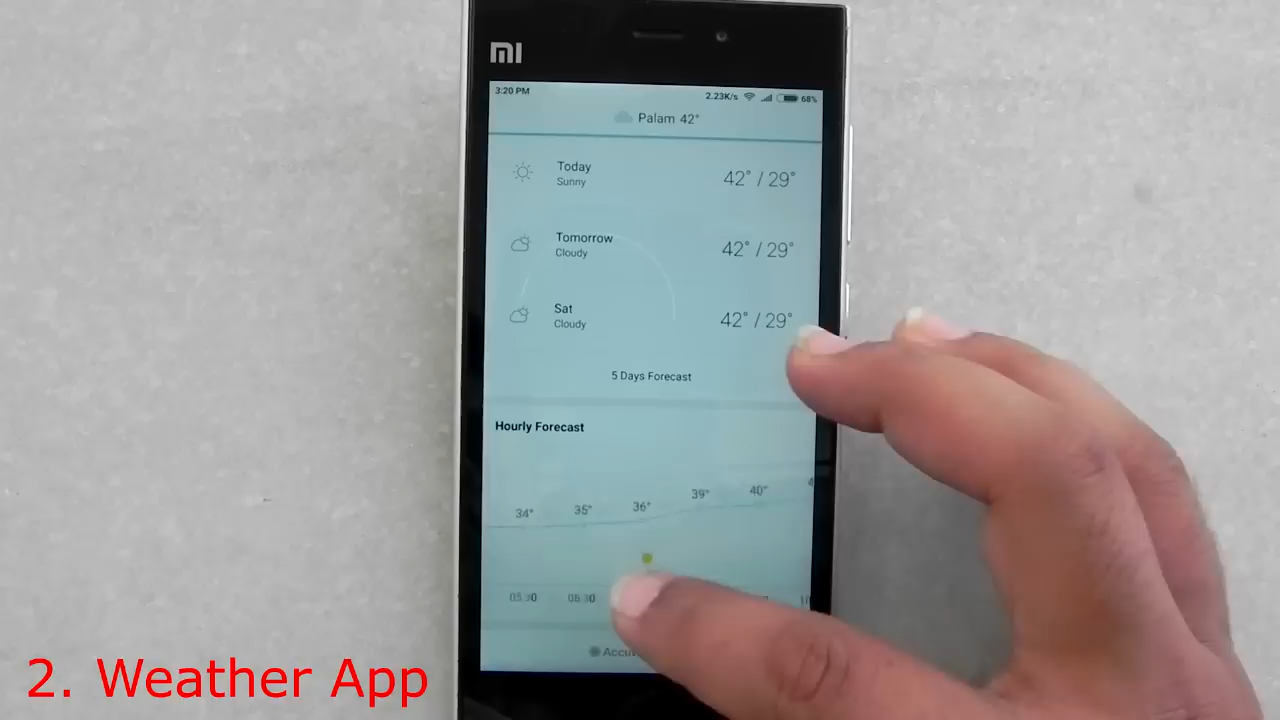 mi
3:20 PM
2.23K/s
68%
Palam 42°
Today
Sunny
42° / 29°
Tomorrow
Cloudy
42° / 29°
Sat
Cloudy
42° / 29°
5 Days Forecast
Hourly Forecast
34° 35° 36° 39° 40°
05:30 06:30
2. Weather App